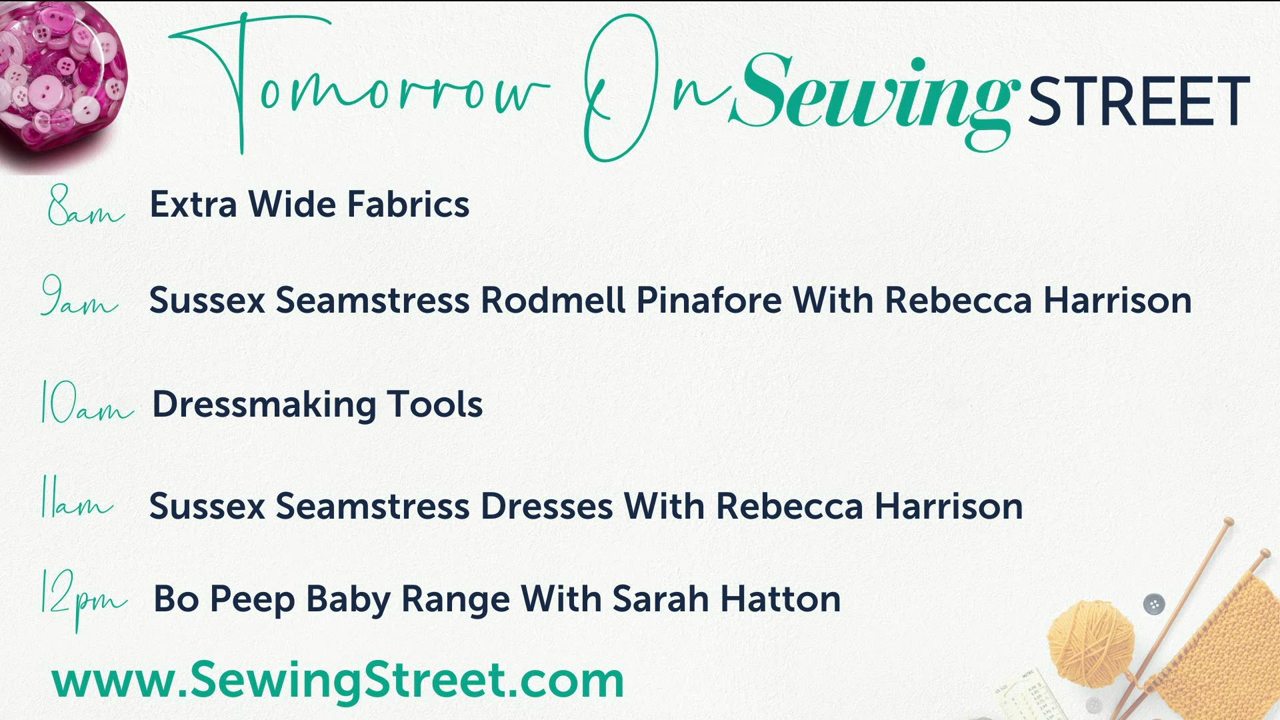 Tomorrow On Sewing STREET
8am Extra Wide Fabrics
9am Sussex Seamstress Rodmell Pinafore With Rebecca Harrison
10am Dressmaking Tools
11am Sussex Seamstress Dresses With Rebecca Harrison
12pm Bo Peep Baby Range With Sarah Hatton
www.SewingStreet.com